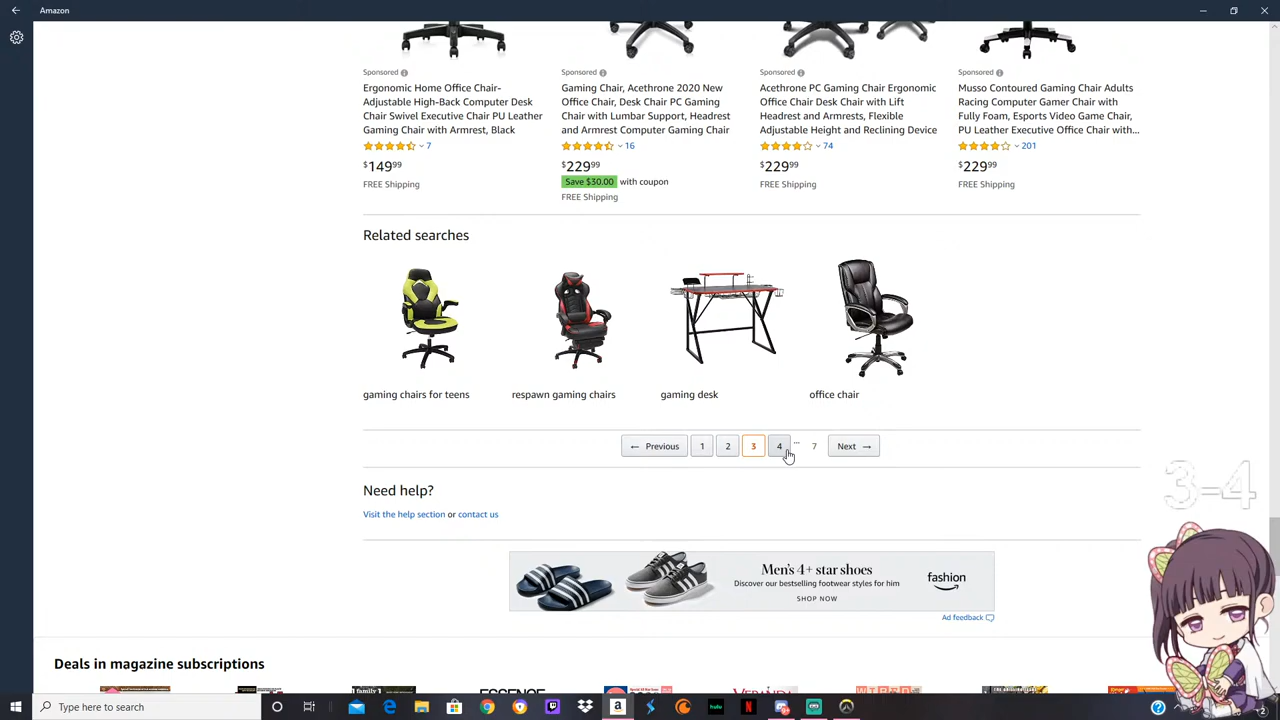 Amazon
Sponsored
Ergonomic Home Office Chair-
Adjustable High-Back Computer Desk
Chair Swivel Executive Chair PU Leather
Gaming Chair with Armrest, Black
7
$149.99
FREE Shipping
Sponsored
Gaming Chair, Acethrone 2020 New
Office Chair, Desk Chair PC Gaming
Chair with Lumbar Support, Headrest
and Armrest Computer Gaming Chair
16
$229.99
Save $30.00 with coupon
FREE Shipping
Sponsored
Acethrone PC Gaming Chair Ergonomic
Office Chair Desk Chair with Lift
Headrest and Armrests, Flexible
Adjustable Height and Reclining Device
74
$229.99
FREE Shipping
Sponsored
Musso Contoured Gaming Chair Adults
Racing Computer Gamer Chair with
Fully Foam, Esports Video Game Chair,
PU Leather Executive Office Chair with...
201
$229.99
FREE Shipping
Related searches
gaming chairs for teens
respawn gaming chairs
gaming desk
office chair
← Previous 1 2 3 4 ... 7 Next →
3=4
Need help?
Visit the help section or contact us
Men's 4+ star shoes
Discover our bestselling footwear styles for him
SHOP NOW
fashion
Ad feedback
Deals in magazine subscriptions
ESSENCE
Type here to search
hulu